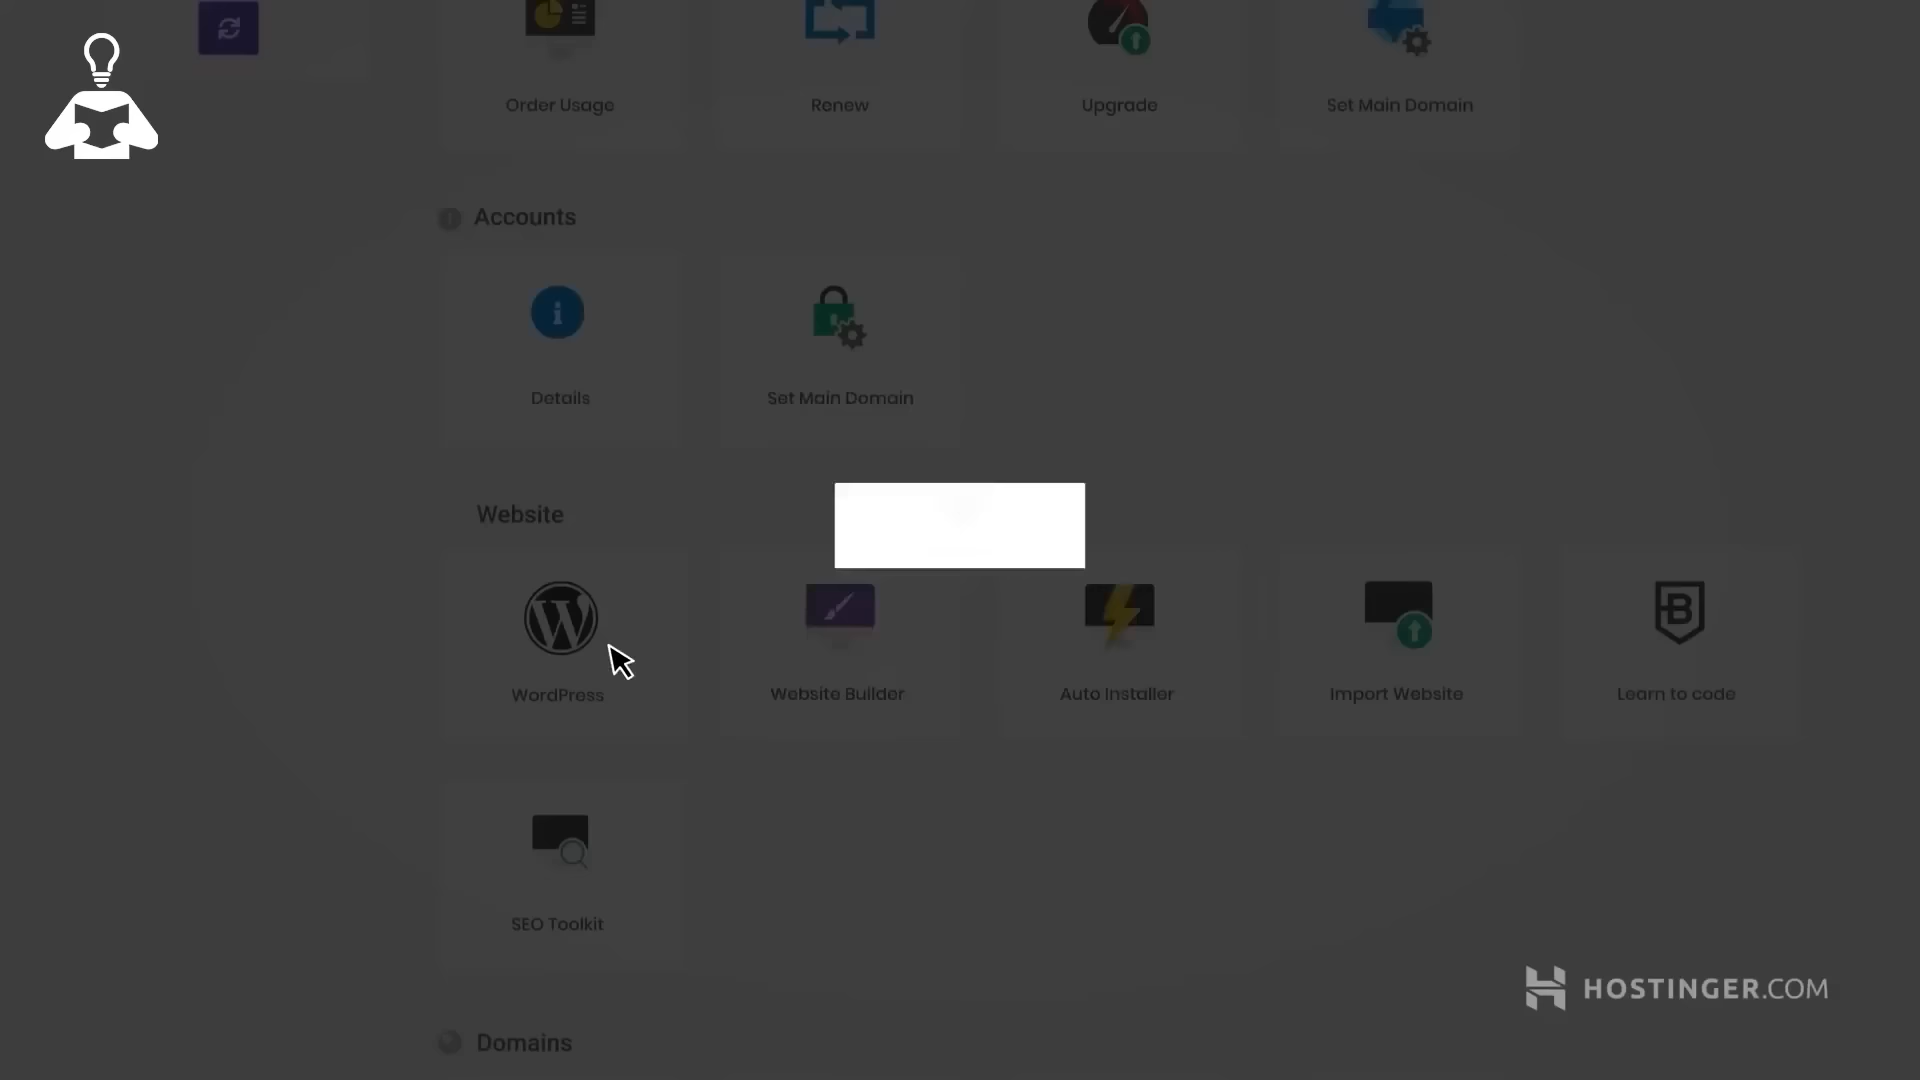 Order Usage
Renew
Upgrade
Set Main Domain
Accounts
Details
Set Main Domain
Website
WordPress
Website Builder
Auto Installer
Import Website
Learn to code
SEO Toolkit
HOSTINGER.COM
Domains